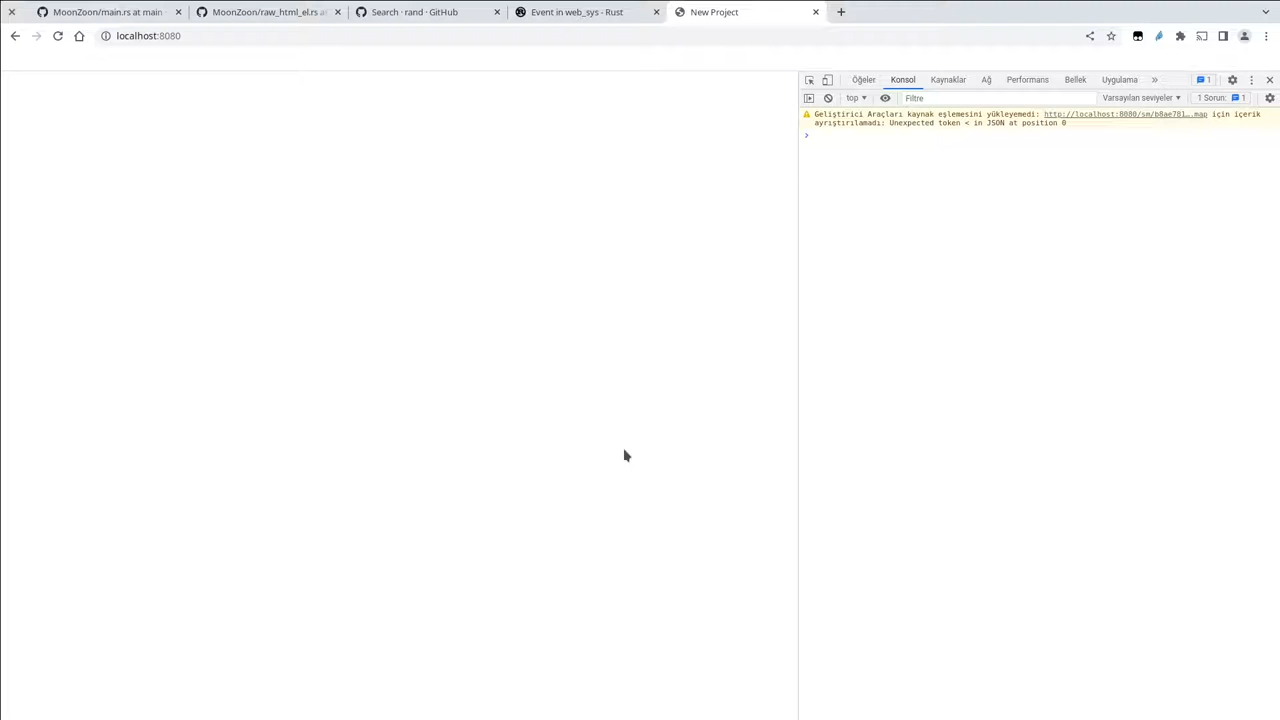 MoonZoon/main.rs at main
MoonZoon/raw_html_el.rs a
Search · rand · GitHub
Event in web_sys - Rust
New Project
localhost:8080
Öğeler
Konsol
Kaynaklar
Ağ
Performans
Bellek
Uygulama
»
1
top
Filtre
Varsayılan seviyeler
1 Sorun:
1
Geliştirici Araçları kaynak eşlemesini yükleyemedi: http://localhost:8080/sm/b8ae781….map için içerik
ayrıştırılamadı: Unexpected token < in JSON at position 0